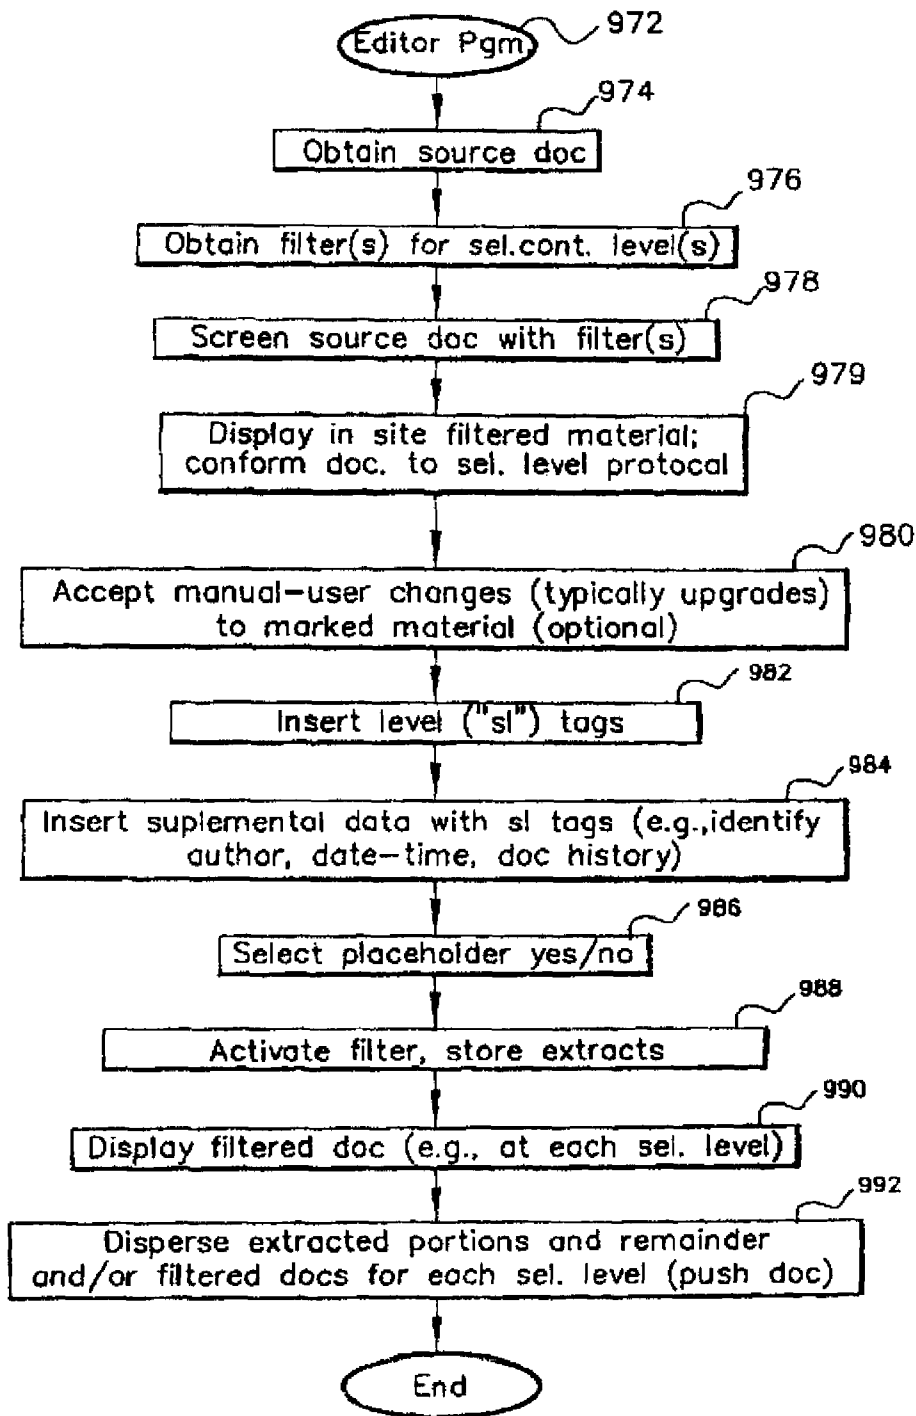 Editor Pgm
972
974
Obtain source doc
976
Obtain filter(s) for sel.cont. level(s)
978
Screen source doc with filter(s)
979
Display in site filtered material;
conform doc. to sel. level protocal
980
Accept manual-user changes (typically upgrades)
to marked material (optional)
982
Insert level ("sl") tags
984
Insert suplemental data with sl tags (e.g.,identify
author, date-time, doc history)
986
Select placeholder yes/no
988
Activate filter, store extracts
990
Display filtered doc (e.g., at each sel. level)
992
Disperse extracted portions and remainder
and/or filtered docs for each sel. level (push doc)
End